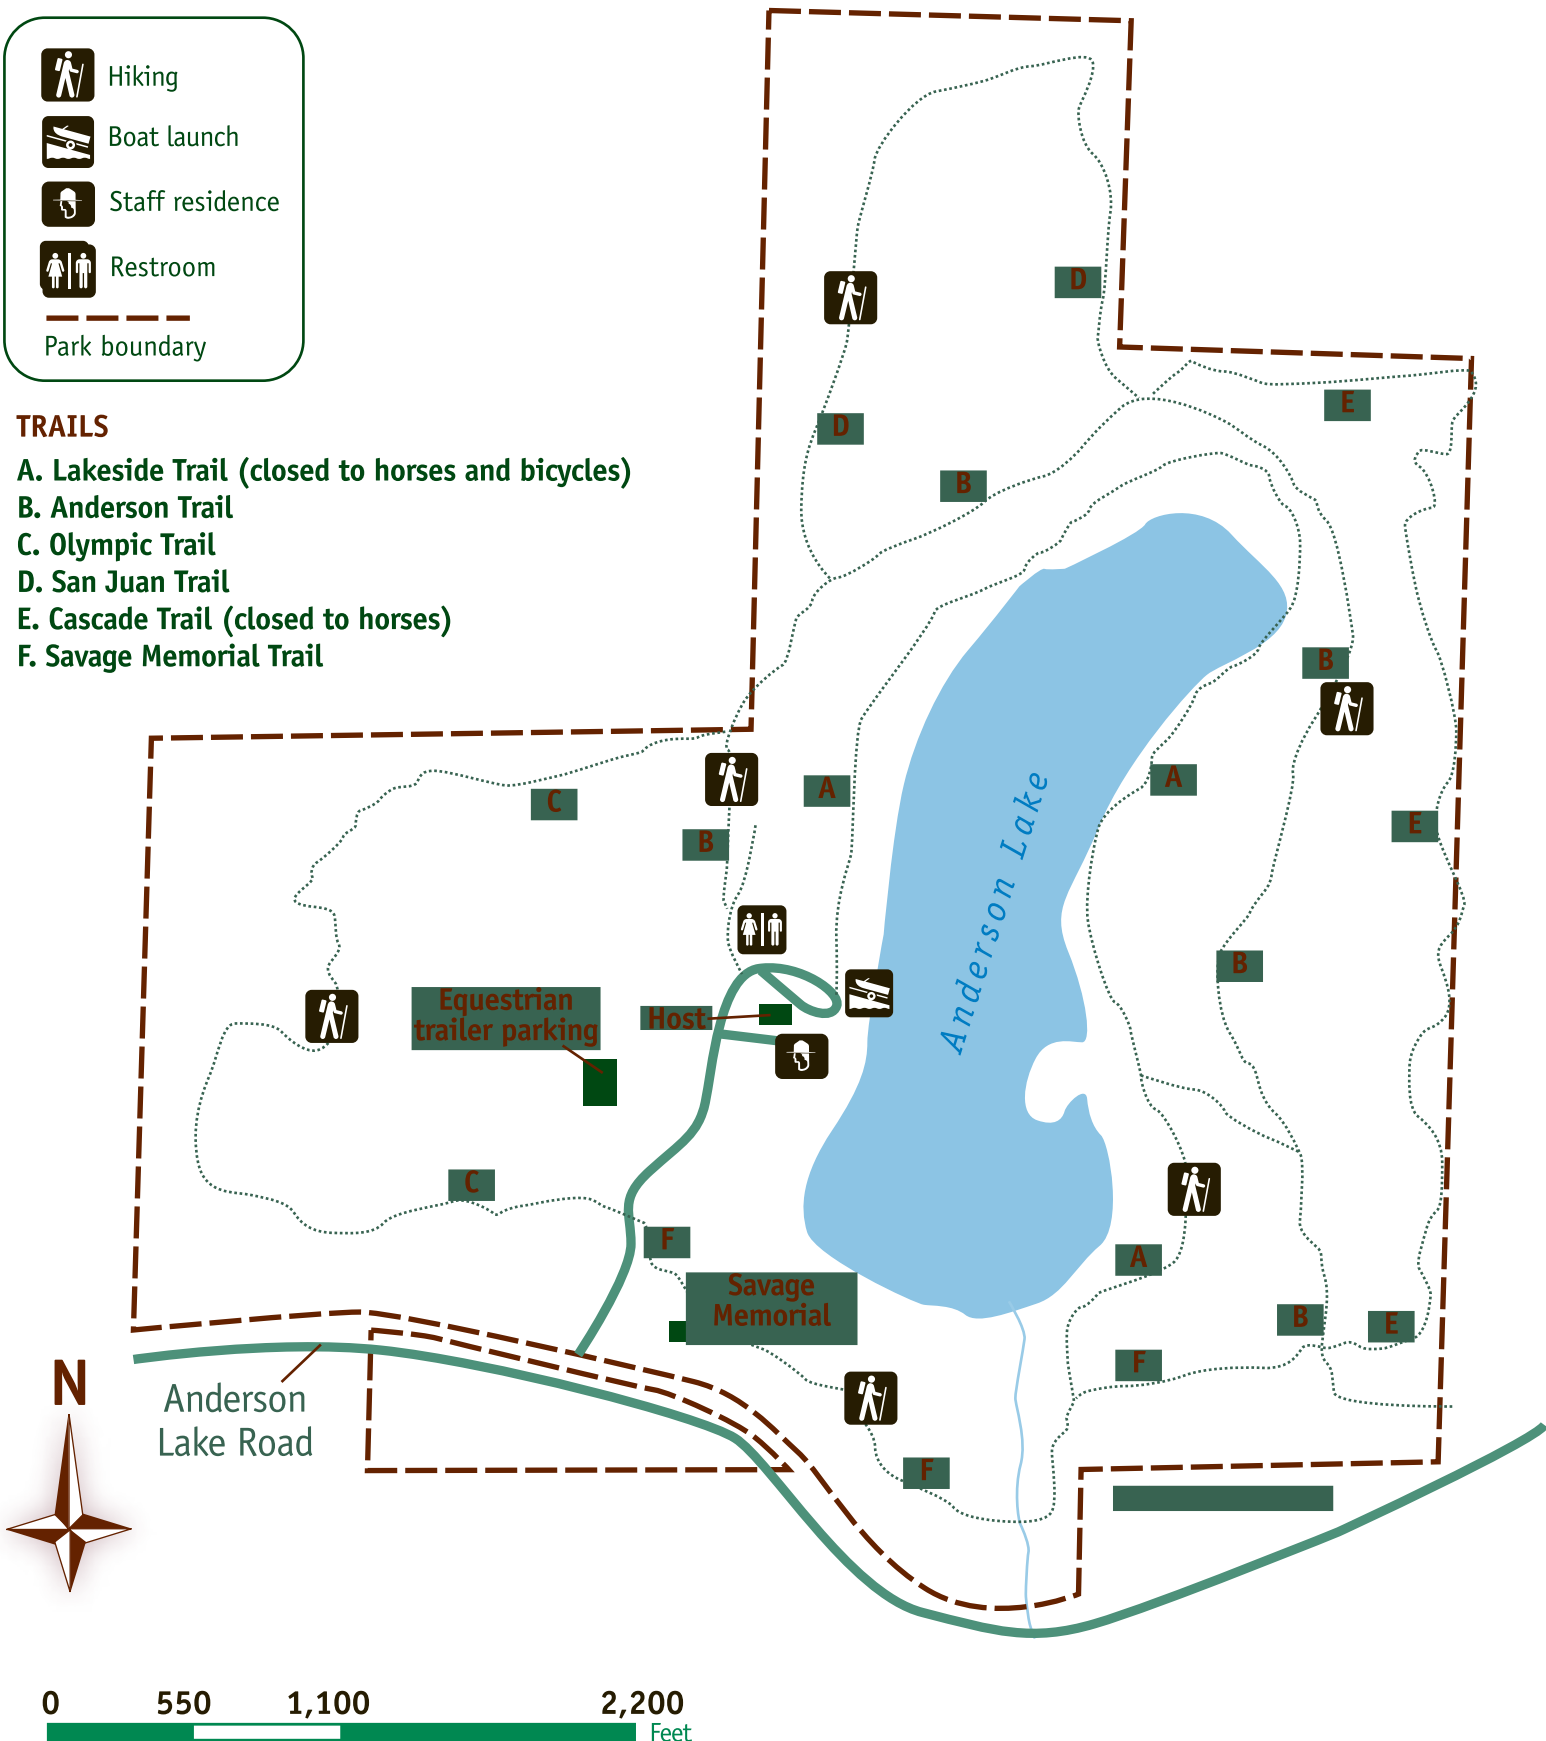 Hiking
Boat launch
Staff residence
Restroom
Park boundary
TRAILS
A. Lakeside Trail (closed to horses and bicycles)
B. Anderson Trail
C. Olympic Trail
D. San Juan Trail
E. Cascade Trail (closed to horses)
F. Savage Memorial Trail
D
E
D
B
B
A
A
C
E
B
Anderson Lake
B
Equestrian
trailer parking
Host
C
F
A
Savage
Memorial
B
E
F
F
N
Anderson
Lake Road
0 550 1,100 2,200
Feet